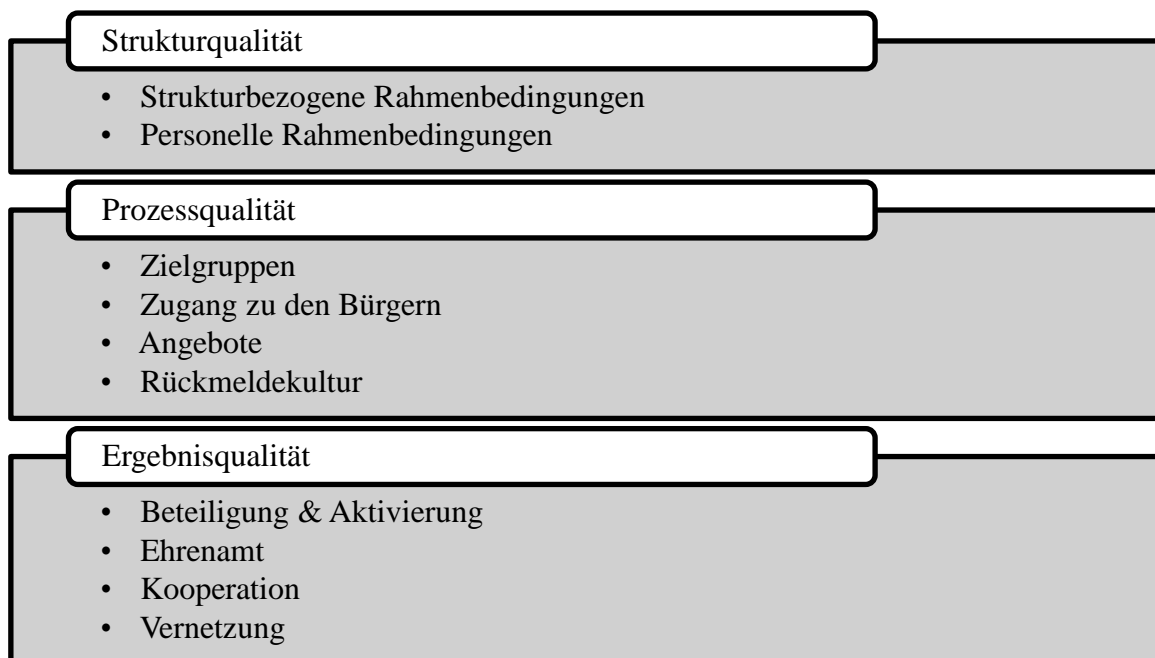 Strukturqualität
• Strukturbezogene Rahmenbedingungen
• Personelle Rahmenbedingungen
Prozessqualität
• Zielgruppen
• Zugang zu den Bürgern
• Angebote
• Rückmeldekultur
Ergebnisqualität
• Beteiligung & Aktivierung
• Ehrenamt
• Kooperation
• Vernetzung